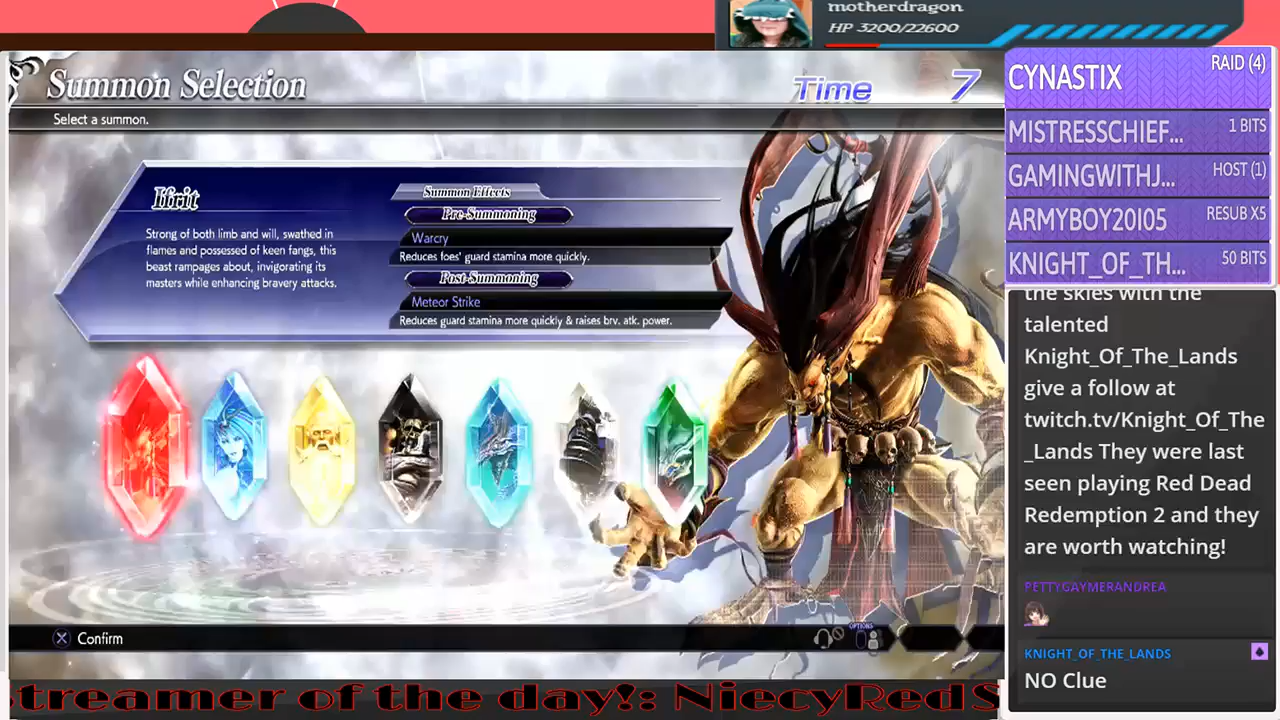 motherdragon
HP 3200/22600
Summon Selection
Time 7
Select a summon.
Ifrit
Strong of both limb and will, swathed in
flames and possessed of keen fangs, this
beast rampages about, invigorating its
masters while enhancing bravery attacks.
Summon Effects
Pre-Summoning
Warcry
Reduces foes' guard stamina more quickly.
Post-Summoning
Meteor Strike
Reduces guard stamina more quickly & raises brv. atk. power.
Confirm
OPTIONS
CYNASTIX RAID (4)
MISTRESSCHIEF... 1 BITS
GAMINGWITHJ... HOST (1)
ARMYBOY20105 RESUB X5
KNIGHT_OF_TH... 50 BITS
the skies with the
talented
Knight_Of_The_Lands
give a follow at
twitch.tv/Knight_Of_The
_Lands They were last
seen playing Red Dead
Redemption 2 and they
are worth watching!
PETTYGAYMERANDREA
KNIGHT_OF_THE_LANDS
NO Clue
treamer of the day!: NiecyRedS